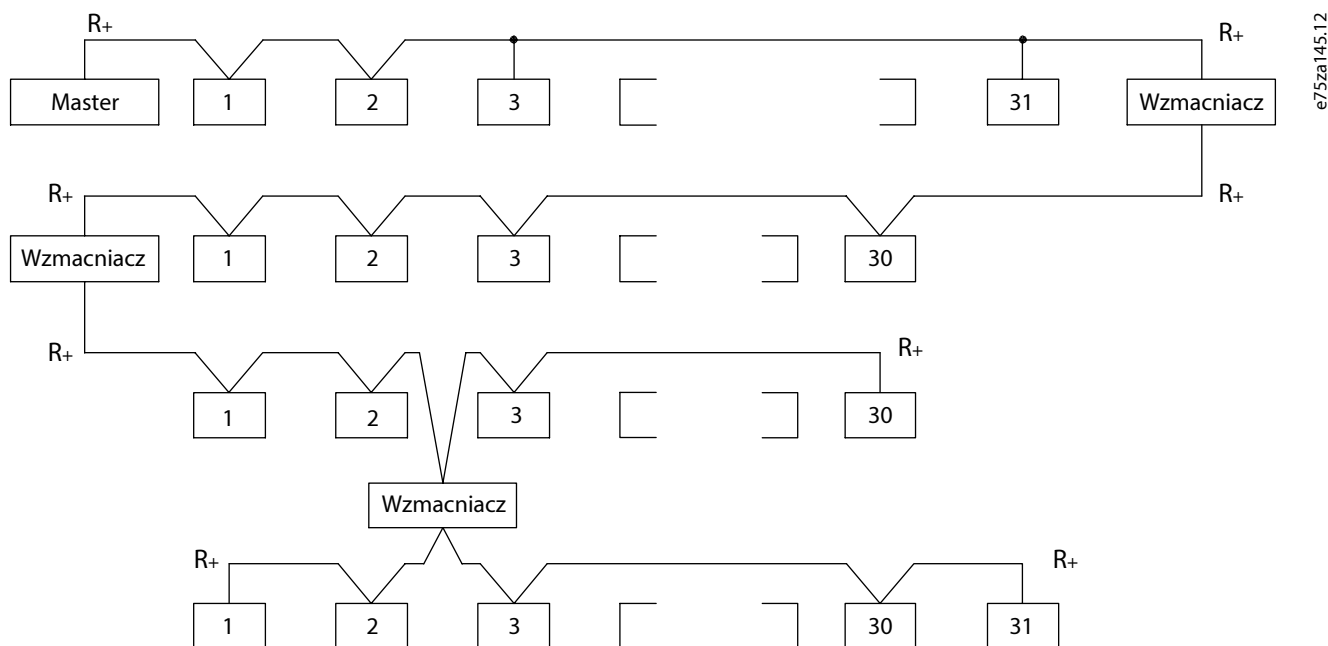 R+ R+
Master 1 2 3 31 Wzmacniacz
R+ R+
Wzmacniacz 1 2 3 30
R+ R+
1 2 3 30
Wzmacniacz
R+ R+
1 2 3 30 31
e75za145.12